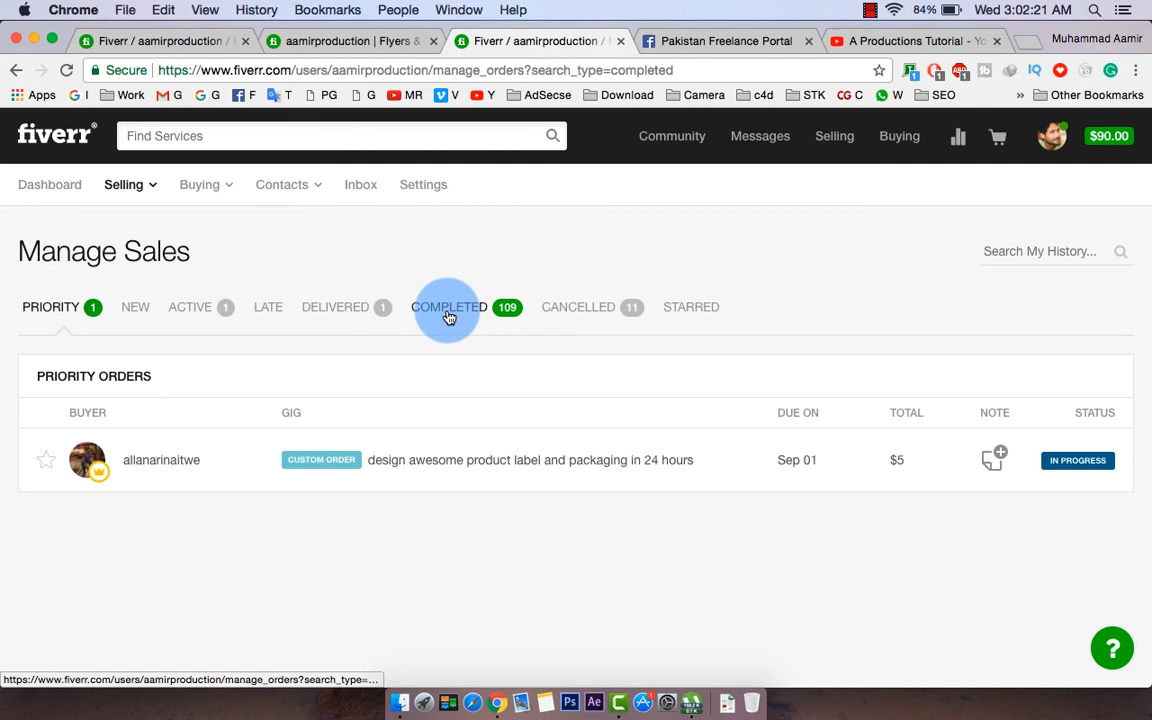 Chrome File Edit View History Bookmarks People Window Help 84% Wed 3:02:21 AM
Fiverr / aamirproduction / E aamirproduction | Flyers & Fiverr / aamirproduction / Pakistan Freelance Portal A Productions Tutorial - Yo Muhammad Aamir
Secure https://www.fiverr.com/users/aamirproduction/manage_orders?search_type=completed
Apps G I Work M G G G F T PG G MR V Y AdSecse Download Camera c4d STK CG C W SEO » Other Bookmarks
fiverr® Find Services Community Messages Selling Buying $90.00
Dashboard Selling Buying Contacts Inbox Settings
Manage Sales Search My History...
PRIORITY 1 NEW ACTIVE 1 LATE DELIVERED 1 COMPLETED 109 CANCELLED 11 STARRED
PRIORITY ORDERS
BUYER GIG DUE ON TOTAL NOTE STATUS
allanarinaitwe CUSTOM ORDER design awesome product label and packaging in 24 hours Sep 01 $5 IN PROGRESS
?
https://www.fiverr.com/users/aamirproduction/manage_orders?search_type=...
Ps Ae C